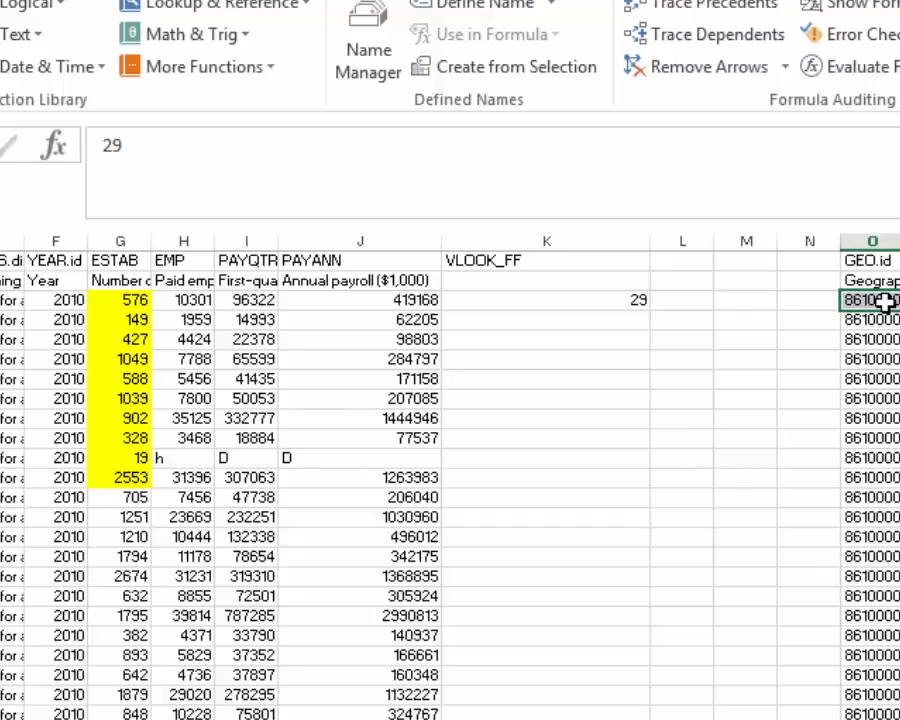 Logical Lookup & Reference Define Name Trace Precedents Show For
Text Math & Trig Name Use in Formula Trace Dependents Error Che
Date & Time More Functions Manager Create from Selection Remove Arrows Evaluate F
ction Library Defined Names Formula Auditing
fx 29
F G H I J K L M N O
S.di YEAR.id ESTAB EMP PAYQTR PAYANN VLOOK_FF GEO.id
ning Year Number c Paid emp First-qua Annual payroll ($1,000) Geograp
for a 2010 576 10301 96322 419168 29 8610000
for a 2010 149 1959 14993 62205 8610000
for a 2010 427 4424 22378 98803 8610000
for a 2010 1049 7788 65599 284797 8610000
for a 2010 588 5456 41435 171158 8610000
for a 2010 1039 7800 50053 207085 8610000
for a 2010 902 35125 332777 1444946 8610000
for a 2010 328 3468 18884 77537 8610000
for a 2010 19 h D D 8610000
for a 2010 2553 31396 307063 1263983 8610000
for a 2010 705 7456 47738 206040 8610000
for a 2010 1251 23669 232251 1030960 8610000
for a 2010 1210 10444 132338 496012 8610000
for a 2010 1794 11178 78654 342175 8610000
for a 2010 2674 31231 319310 1368895 8610000
for a 2010 632 8855 72501 305924 8610000
for a 2010 1795 39814 787285 2990813 8610000
for a 2010 382 4371 33790 140937 8610000
for a 2010 893 5829 37352 166661 8610000
for a 2010 642 4736 37897 160348 8610000
for a 2010 1879 29020 278295 1132227 8610000
for a 2010 848 10228 75801 324767 8610000